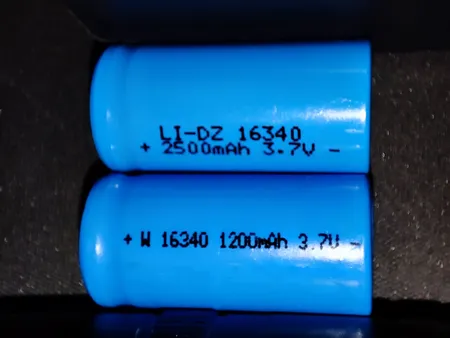 LI-DZ 16340
+ 2500mAh 3.7V -
+ W 16340 1200mAh 3.7V -